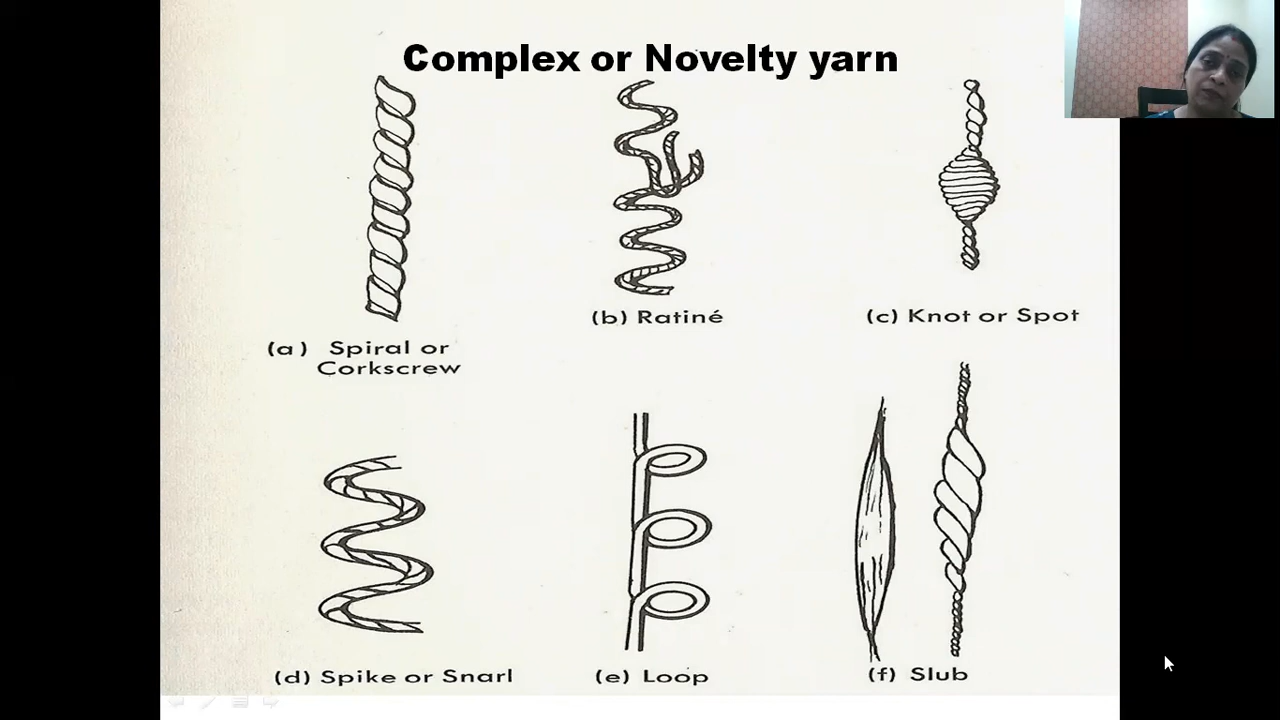 Complex or Novelty yarn
(a) Spiral or
Corkscrew
(b) Ratiné
(c) Knot or Spot
(d) Spike or Snarl
(e) Loop
(f) Slub